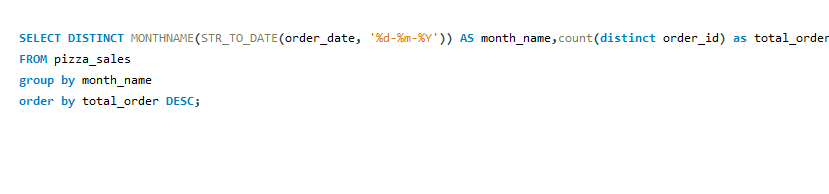 SELECT DISTINCT MONTHNAME(STR_TO_DATE(order_date, '%d-%m-%Y')) AS month_name,count(distinct order_id) as total_order
FROM pizza_sales
group by month_name
order by total_order DESC;